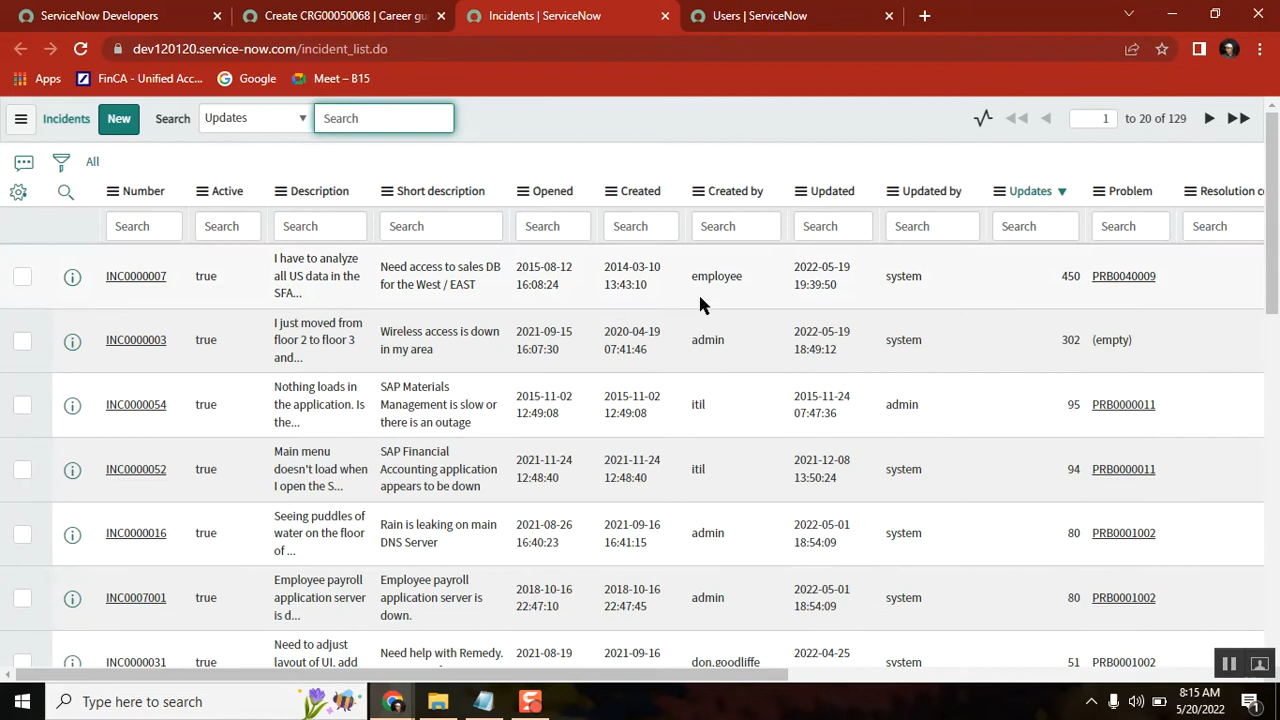 ServiceNow Developers
Create CRG00050068 | Career gu
Incidents | ServiceNow
Users | ServiceNow
dev120120.service-now.com/incident_list.do
Apps
FinCA - Unified Acc...
Google
Meet – B15
Incidents
New
Search
Updates
Search
1
to 20 of 129
All
Number
Active
Description
Short description
Opened
Created
Created by
Updated
Updated by
Updates
Problem
Resolution co
Search
Search
Search
Search
Search
Search
Search
Search
Search
Search
Search
Search
INC0000007
true
I have to analyze
all US data in the
SFA...
Need access to sales DB
for the West / EAST
2015-08-12
16:08:24
2014-03-10
13:43:10
employee
2022-05-19
19:39:50
system
450
PRB0040009
INC0000003
true
I just moved from
floor 2 to floor 3
and...
Wireless access is down
in my area
2021-09-15
16:07:30
2020-04-19
07:41:46
admin
2022-05-19
18:49:12
system
302
(empty)
INC0000054
true
Nothing loads in
the application. Is
the...
SAP Materials
Management is slow or
there is an outage
2015-11-02
12:49:08
2015-11-02
12:49:08
itil
2015-11-24
07:47:36
admin
95
PRB0000011
INC0000052
true
Main menu
doesn't load when
I open the S...
SAP Financial
Accounting application
appears to be down
2021-11-24
12:48:40
2021-11-24
12:48:40
itil
2021-12-08
13:50:24
system
94
PRB0000011
INC0000016
true
Seeing puddles of
water on the floor
of ...
Rain is leaking on main
DNS Server
2021-08-26
16:40:23
2021-09-16
16:41:15
admin
2022-05-01
18:54:09
system
80
PRB0001002
INC0007001
true
Employee payroll
application server
is d...
Employee payroll
application server is
down.
2018-10-16
22:47:10
2018-10-16
22:47:45
admin
2022-05-01
18:54:09
system
80
PRB0001002
INC0000031
true
Need to adjust
layout of UI, add
Need help with Remedy.
2021-08-19
2021-09-16
don.goodliffe
2022-04-25
system
51
PRB0001002
Type here to search
8:15 AM
5/20/2022
1